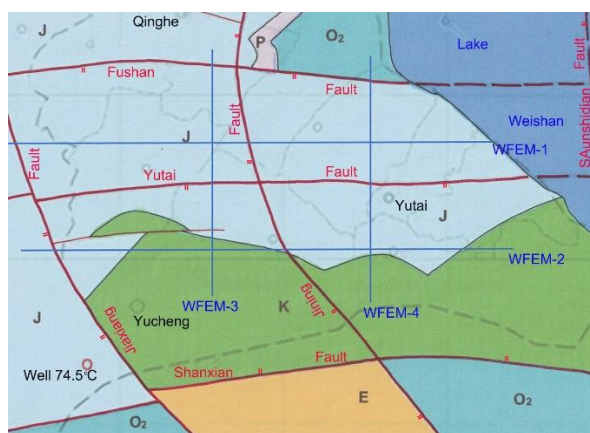 Qinghe
J
P
O₂
Lake
Fushan
Fault
Weishan
Fault
SAunshidian
Fault
Fault
J
WFEM-1
Yutai
Fault
Yutai
J
WFEM-2
WFEM-3
WFEM-4
Yucheng
K
Jining
J
Jiaxiang
O
Well 74.5℃
Shanxian
Fault
E
O₂
O₂